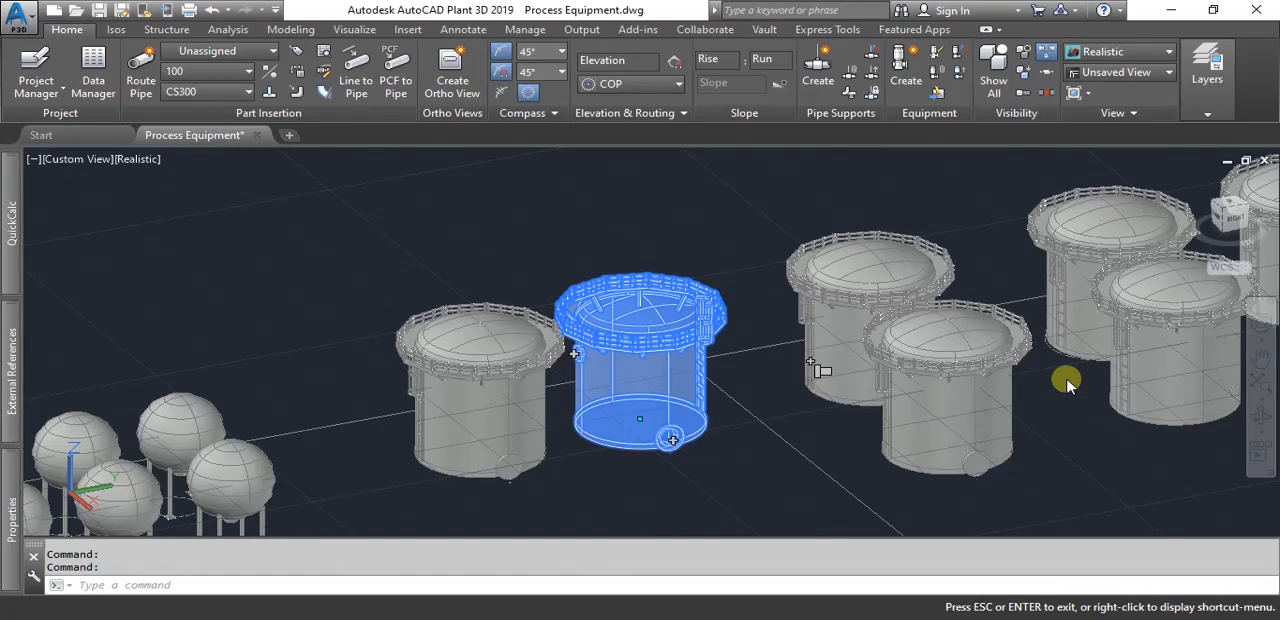 Autodesk AutoCAD Plant 3D 2019 Process Equipment.dwg
Type a keyword or phrase
Sign In
A P3D
Home Isos Structure Analysis Modeling Visualize Insert Annotate Manage Output Add-ins Collaborate Vault Express Tools Featured Apps
Project Manager
Data Manager
Project
Route Pipe
Unassigned
100
CS300
Line to Pipe
PCF to Pipe
PCF
Part Insertion
Create Ortho View
Ortho Views
45°
45°
Compass
Elevation
COP
Elevation & Routing
Rise
Run
Slope
Slope
Create
Pipe Supports
Create
Equipment
Show All
Visibility
Realistic
Unsaved View
View
Layers
Start
Process Equipment*
[−][Custom View][Realistic]
QuickCalc
External References
Properties
RIGHT
WCS
Z
Y
X
Command:
Command:
Type a command
Press ESC or ENTER to exit, or right-click to display shortcut-menu.